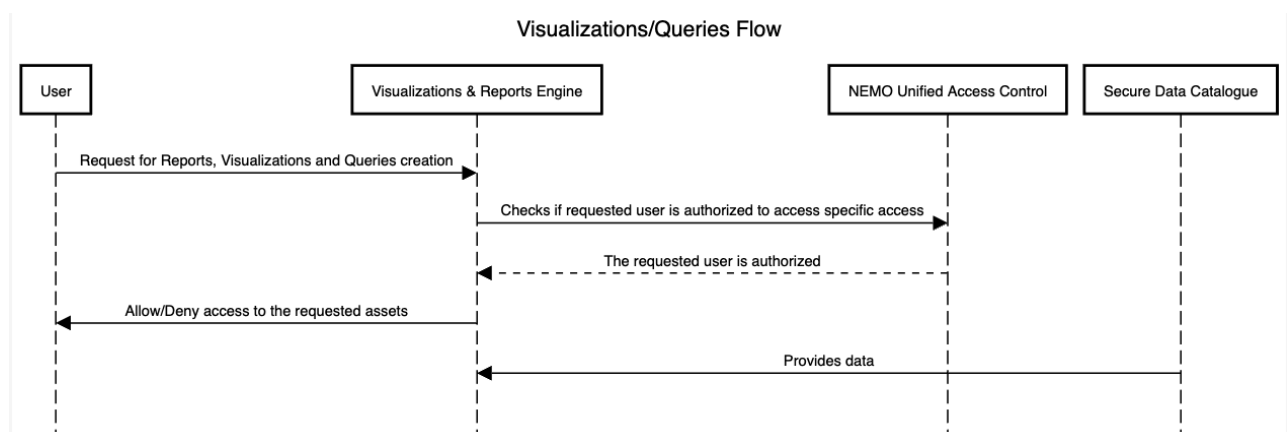 Visualizations/Queries Flow
User
Visualizations & Reports Engine
NEMO Unified Access Control
Secure Data Catalogue
Request for Reports, Visualizations and Queries creation
Checks if requested user is authorized to access specific access
The requested user is authorized
Allow/Deny access to the requested assets
Provides data